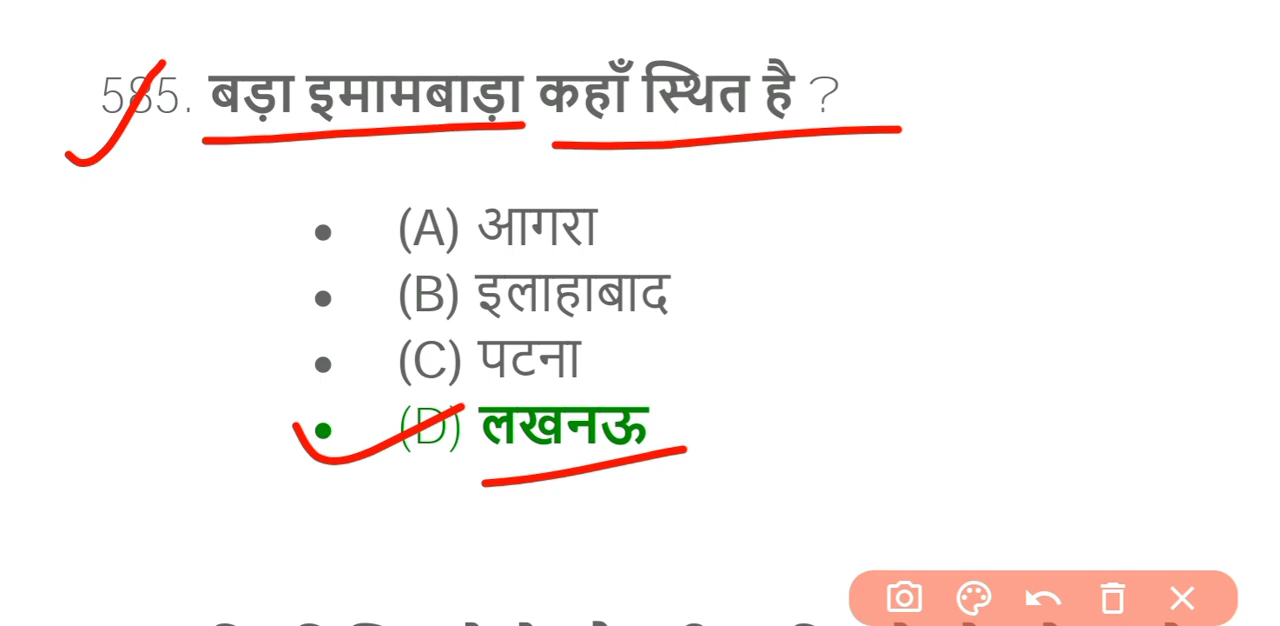 585. बड़ा इमामबाड़ा कहाँ स्थित है ?
• (A) आगरा
• (B) इलाहाबाद
• (C) पटना
• (D) लखनऊ